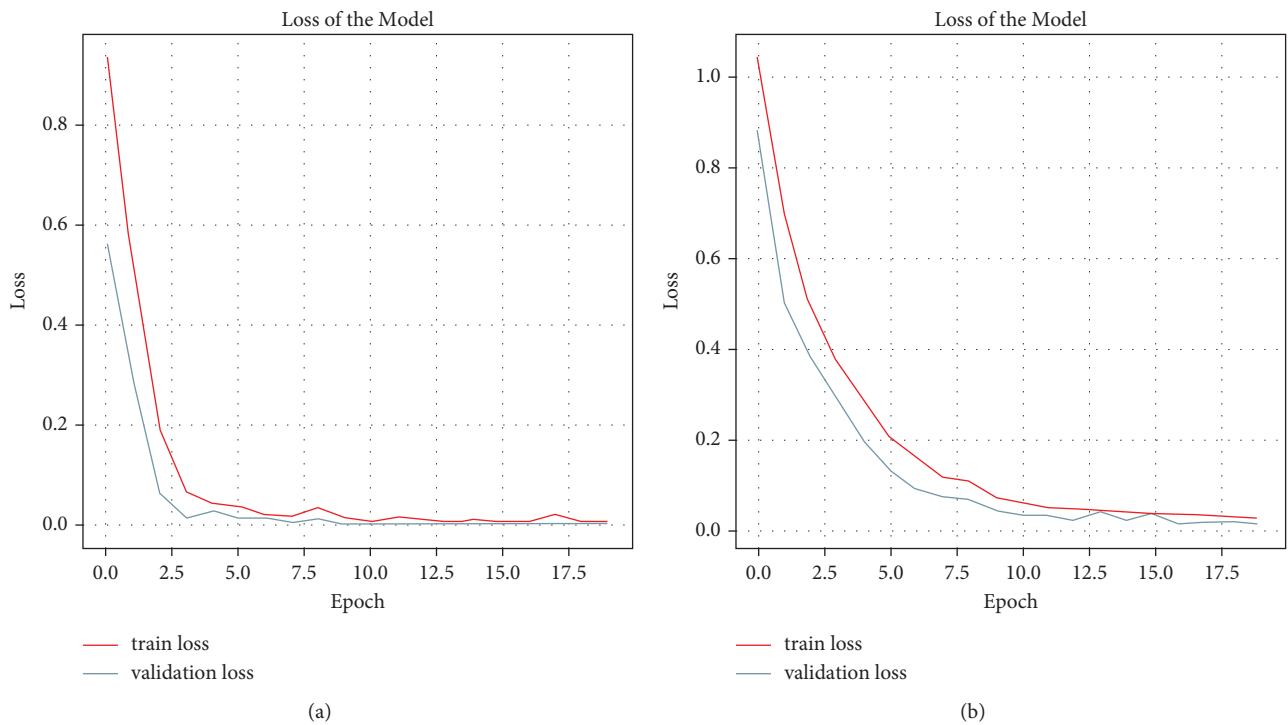 Loss of the Model
0.8
0.6
0.4
0.2
0.0
Loss
0.0 2.5 5.0 7.5 10.0 12.5 15.0 17.5
Epoch
train loss
validation loss
(a)
Loss of the Model
1.0
0.8
0.6
0.4
0.2
0.0
Loss
0.0 2.5 5.0 7.5 10.0 12.5 15.0 17.5
Epoch
train loss
validation loss
(b)